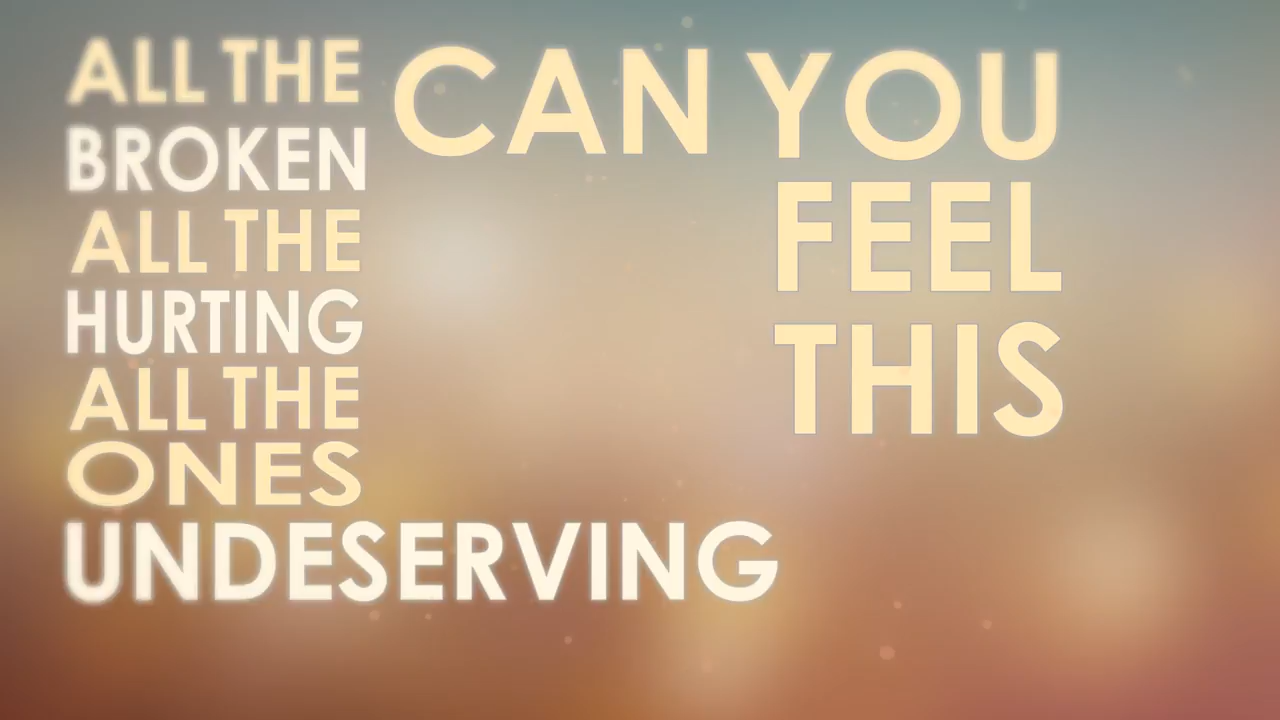 ALL THE
BROKEN
ALL THE
HURTING
ALL THE
ONES
UNDESERVING
CAN YOU
FEEL
THIS